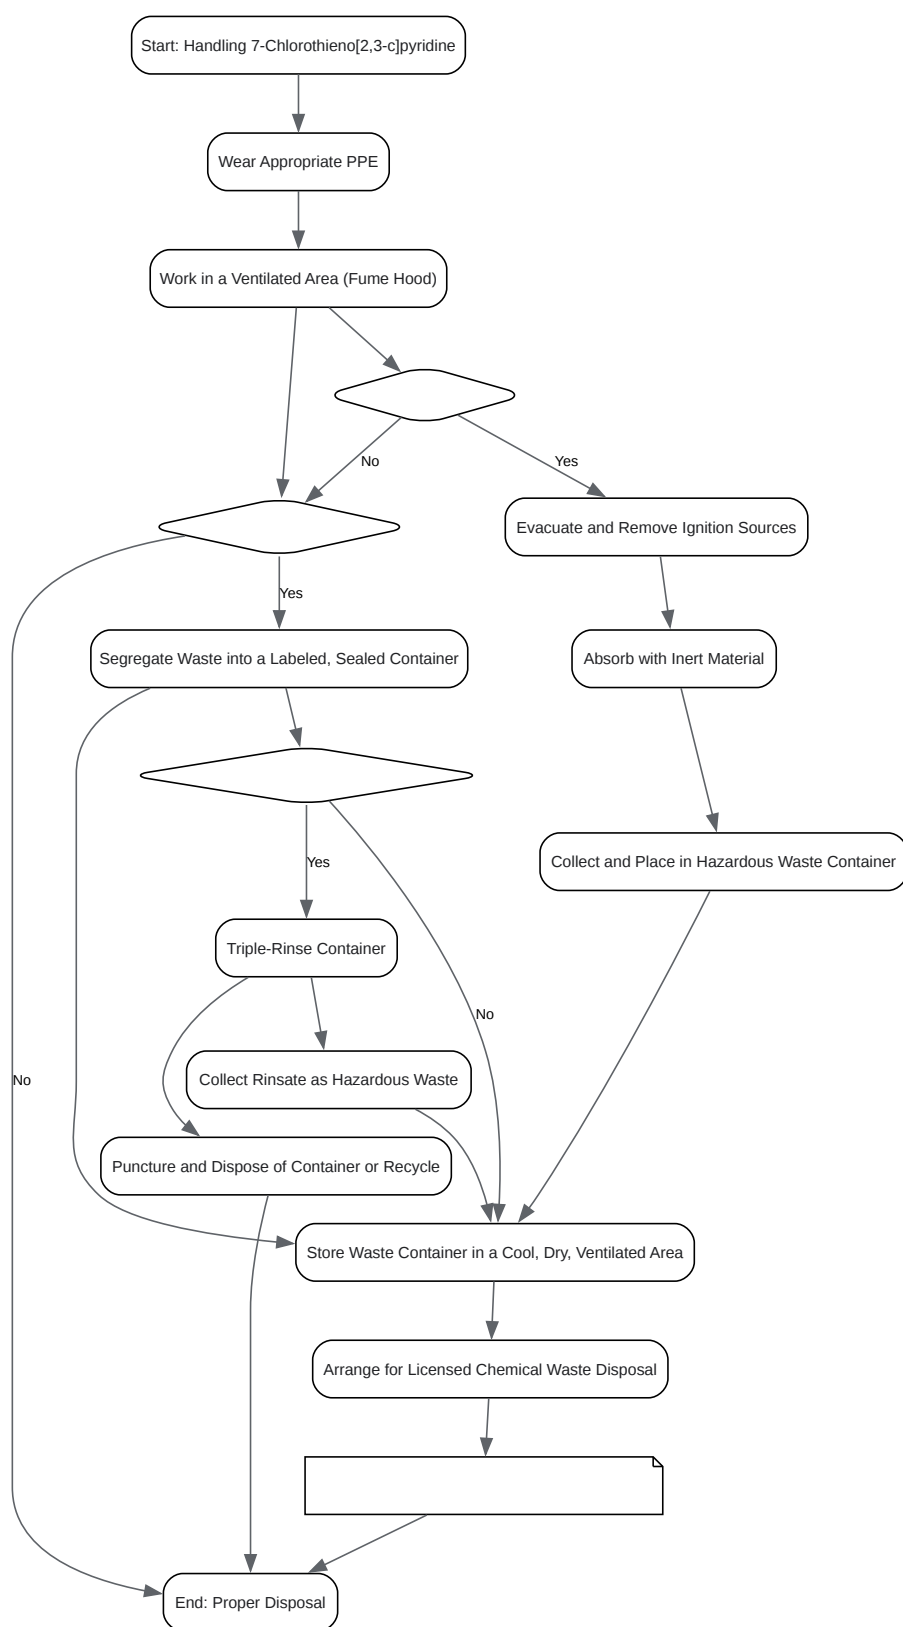 Start: Handling 7-Chlorothieno[2,3-c]pyridine
Wear Appropriate PPE
Work in a Ventilated Area (Fume Hood)
No
Yes
Evacuate and Remove Ignition Sources
Yes
Segregate Waste into a Labeled, Sealed Container
Absorb with Inert Material
Yes
Collect and Place in Hazardous Waste Container
Triple-Rinse Container
No
Collect Rinsate as Hazardous Waste
No
Puncture and Dispose of Container or Recycle
Store Waste Container in a Cool, Dry, Ventilated Area
Arrange for Licensed Chemical Waste Disposal
End: Proper Disposal